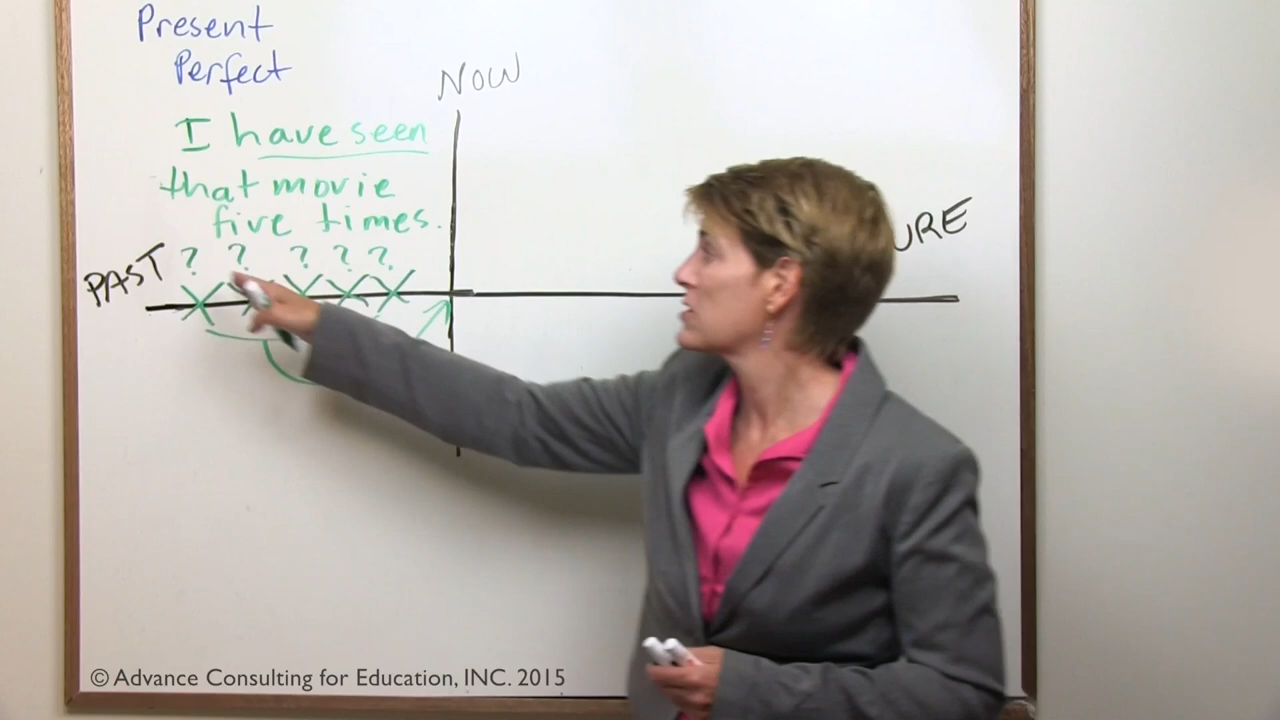 Present
Perfect
NOW
I have seen
that movie
five times.
PAST
? ? ? ? ?
URE
© Advance Consulting for Education, INC. 2015